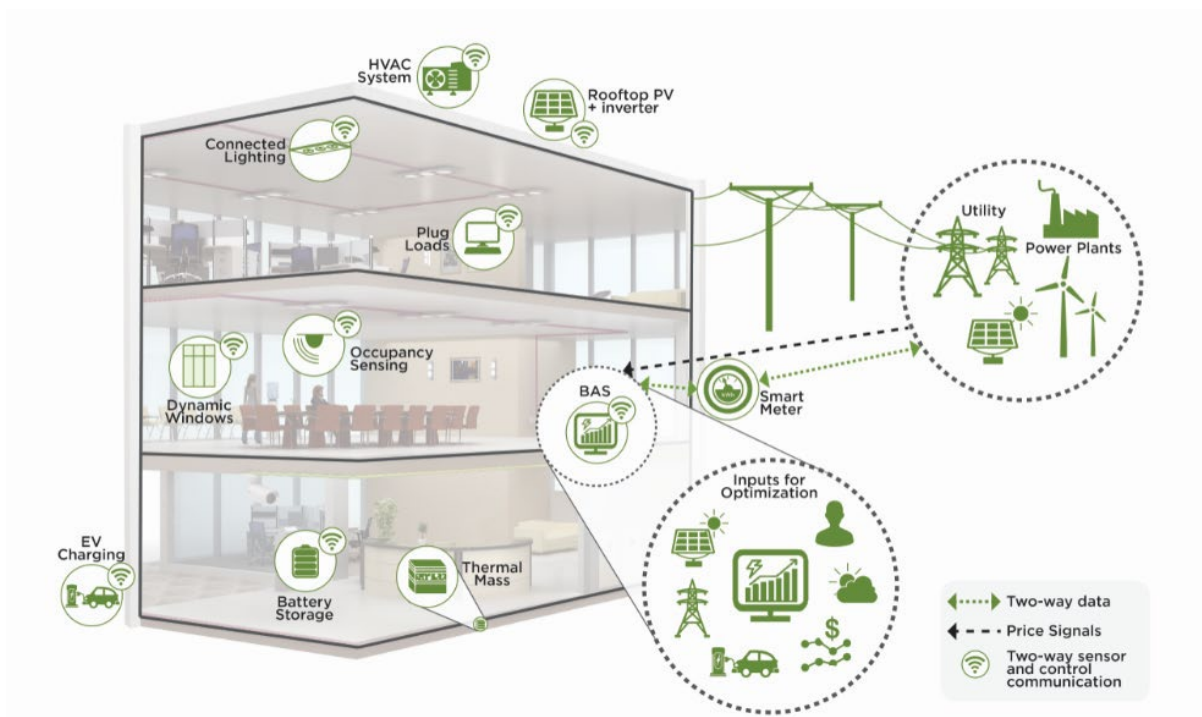 HVAC
System
Rooftop PV
+ inverter
Connected
Lighting
Plug
Loads
Utility
Power Plants
Occupancy
Sensing
Dynamic
Windows
BAS
kWh
Smart
Meter
Inputs for
Optimization
EV
Charging
Battery
Storage
Thermal
Mass
$
Two-way data
Price Signals
Two-way sensor
and control
communication